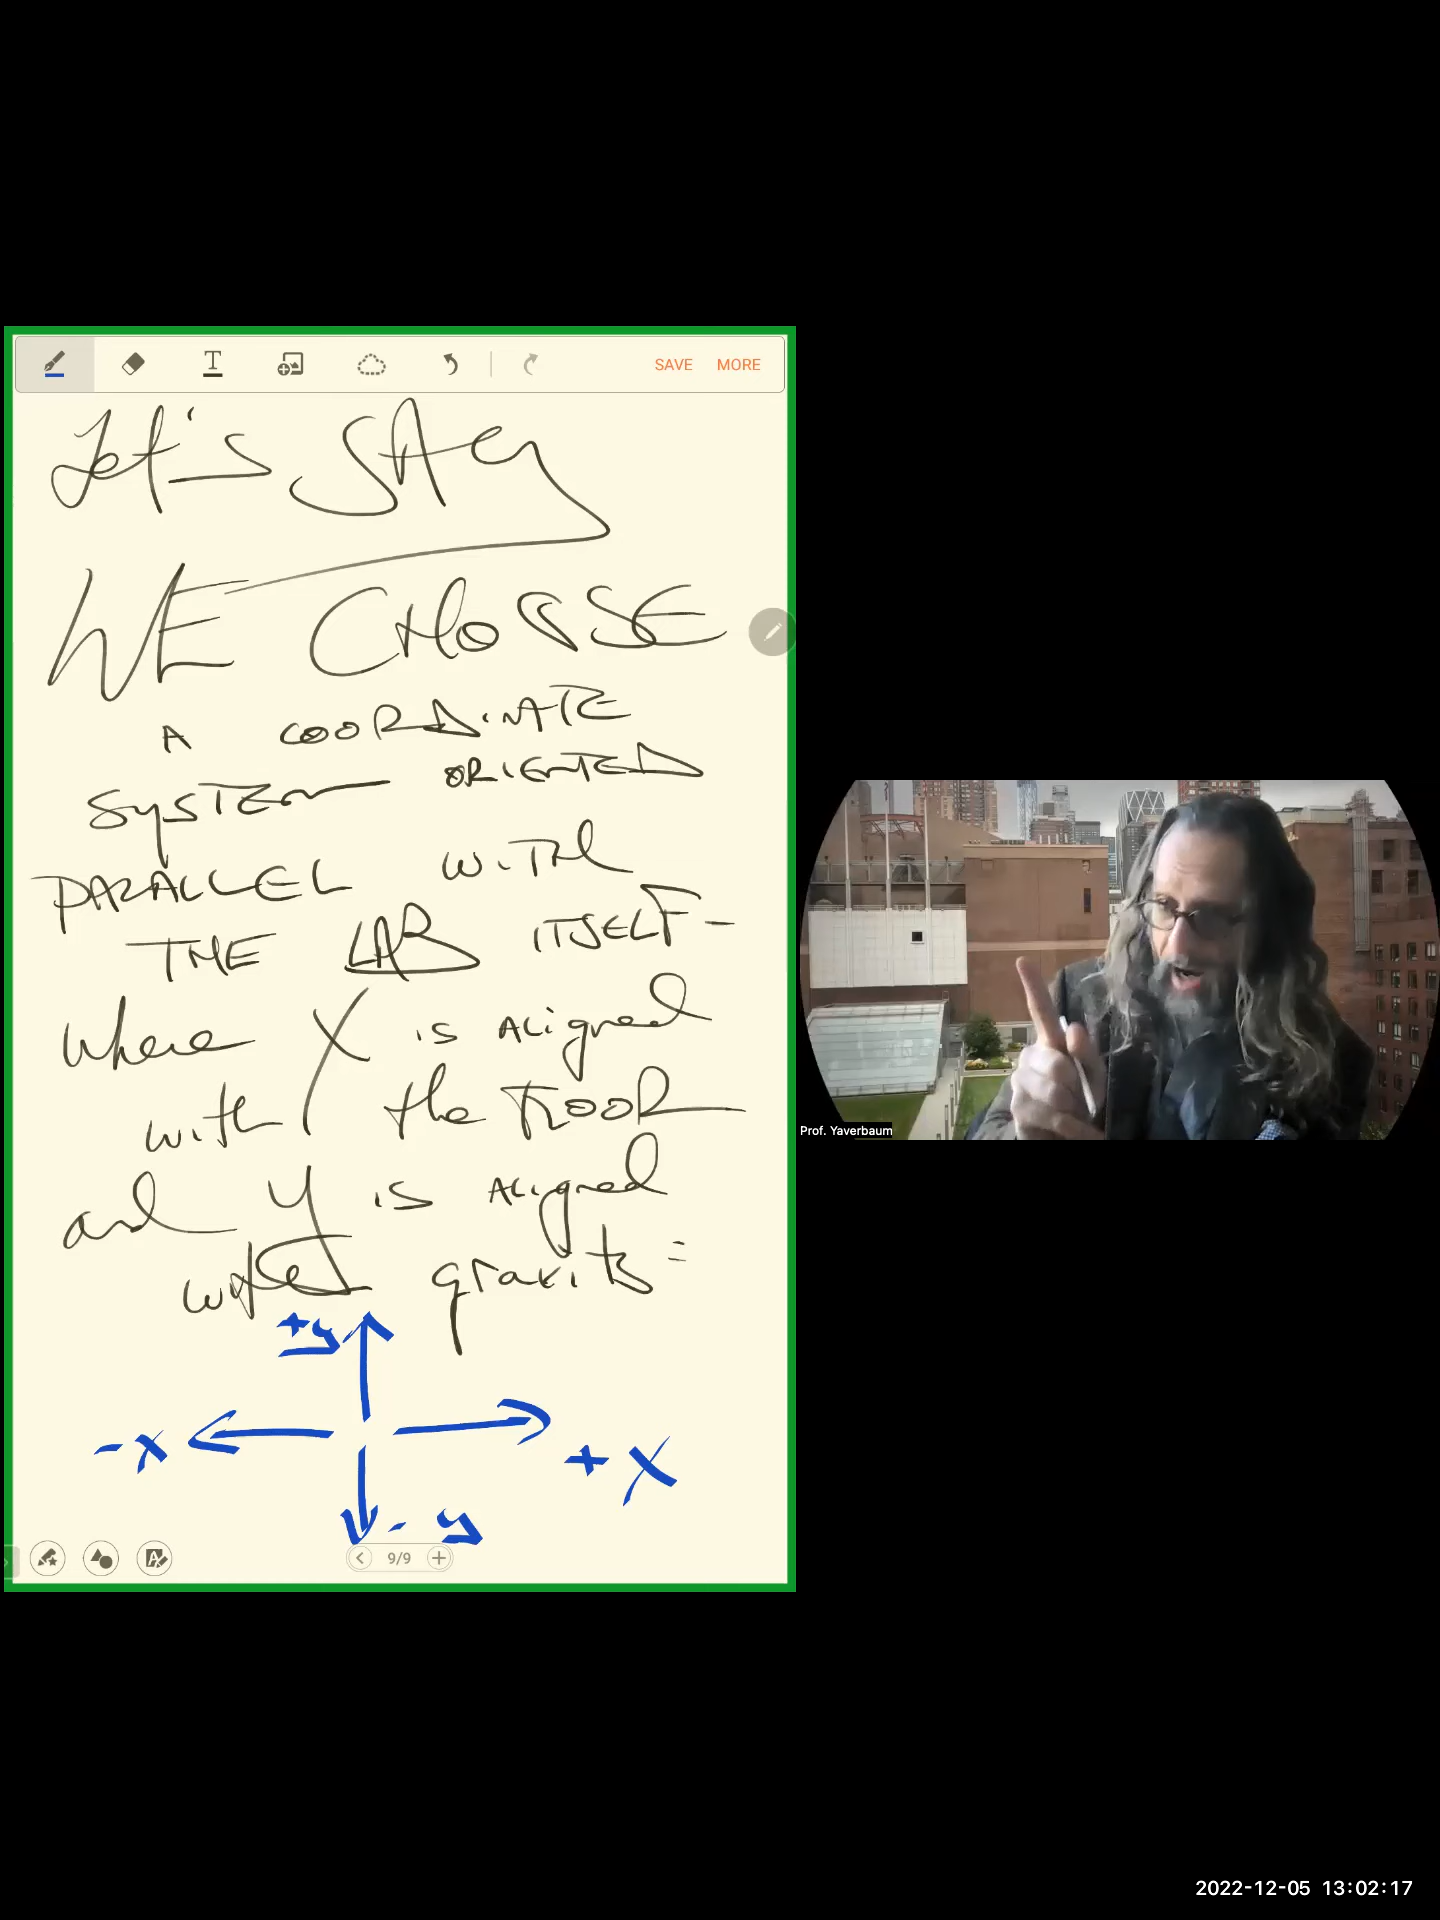 SAVE MORE
Let's SAy
WE CHOOSE
A COORDINATE
SYSTEM ORIENTED
PARALLEL WITH
THE LAB ITSELF-
where X is ALigned
with the FLOOR
and y is ALigned
with gravity =
+y
-x +X
- y
9/9
Prof. Yaverbaum
2022-12-05 13:02:17